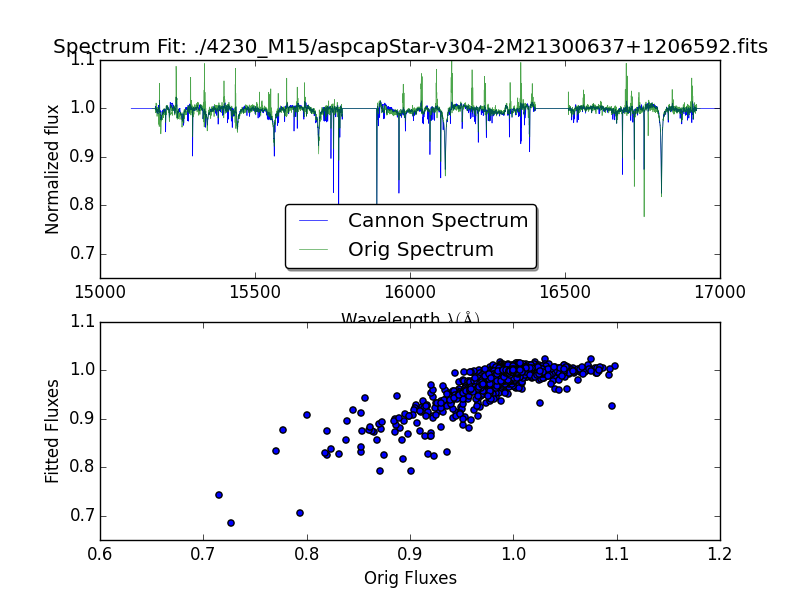 Spectrum Fit: ./4230_M15/aspcapStar-v304-2M21300637+1206592.fits
1.1
1.0
0.9
0.8
0.7
Normalized flux
Cannon Spectrum
Orig Spectrum
15000 15500 16000 16500 17000
Wavelength λ(Å)
1.1
1.0
0.9
0.8
0.7
Fitted Fluxes
0.6 0.7 0.8 0.9 1.0 1.1 1.2
Orig Fluxes